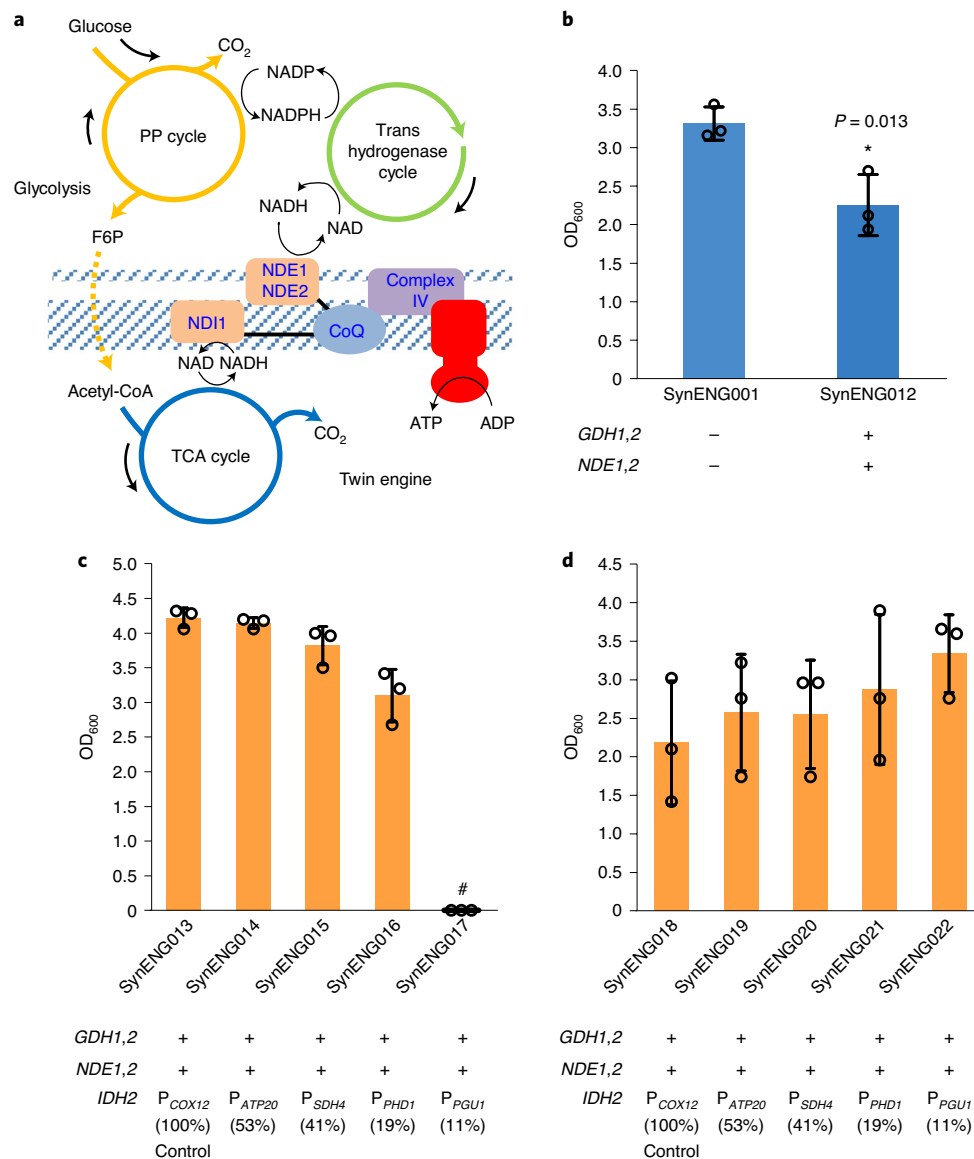 a
Glucose
CO2
NADP
NADPH
PP cycle
Trans
hydrogenase
cycle
Glycolysis
NADH
NAD
F6P
NDE1
NDE2
Complex
IV
NDI1
CoQ
NAD NADH
Acetyl-CoA
ATP
ADP
CO2
TCA cycle
Twin engine
b
4.0
3.5
3.0
2.5
2.0
1.5
1.0
0.5
0
OD600
P = 0.013
*
SynENG001 SynENG012
GDH1,2 – +
NDE1,2 – +
c
5.0
4.5
4.0
3.5
3.0
2.5
2.0
1.5
1.0
0.5
0
OD600
#
SynENG013 SynENG014 SynENG015 SynENG016 SynENG017
GDH1,2 + + + + +
NDE1,2 + + + + +
IDH2 PCOX12 PATP20 PSDH4 PPHD1 PPGU1
(100%) (53%) (41%) (19%) (11%)
Control
d
4.5
4.0
3.5
3.0
2.5
2.0
1.5
1.0
0.5
0
OD600
SynENG018 SynENG019 SynENG020 SynENG021 SynENG022
GDH1,2 + + + + +
NDE1,2 + + + + +
IDH2 PCOX12 PATP20 PSDH4 PPHD1 PPGU1
(100%) (53%) (41%) (19%) (11%)
Control